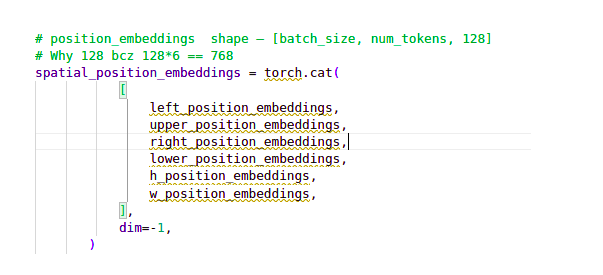 # position_embeddings  shape – [batch_size, num_tokens, 128]
# Why 128 bcz 128*6 == 768
spatial_position_embeddings = torch.cat(
[
left_position_embeddings,
upper_position_embeddings,
right_position_embeddings,
lower_position_embeddings,
h_position_embeddings,
w_position_embeddings,
],
dim=-1,
)